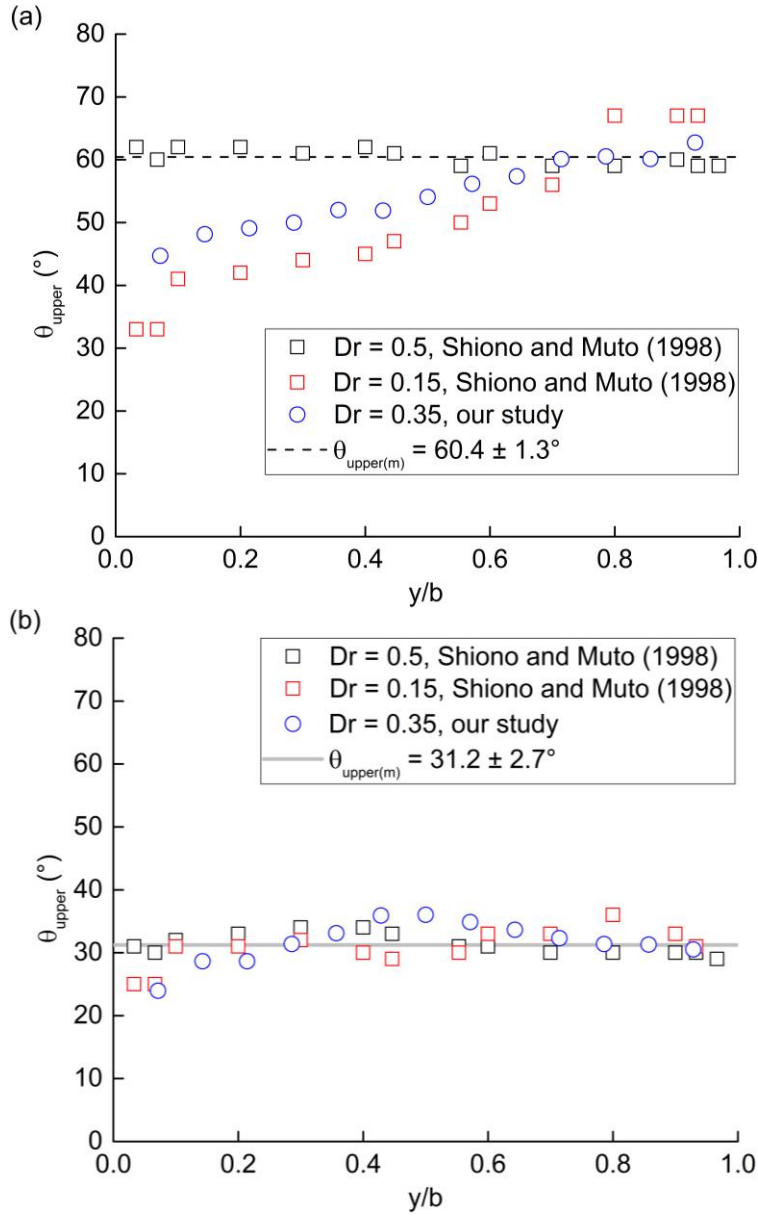 (a)
80
70
60
50
40
30
20
10
0
θupper (°)
Dr = 0.5, Shiono and Muto (1998)
Dr = 0.15, Shiono and Muto (1998)
Dr = 0.35, our study
θupper(m) = 60.4 ± 1.3°
0.0 0.2 0.4 0.6 0.8 1.0
y/b
(b)
80
70
60
50
40
30
20
10
0
θupper (°)
Dr = 0.5, Shiono and Muto (1998)
Dr = 0.15, Shiono and Muto (1998)
Dr = 0.35, our study
θupper(m) = 31.2 ± 2.7°
0.0 0.2 0.4 0.6 0.8 1.0
y/b